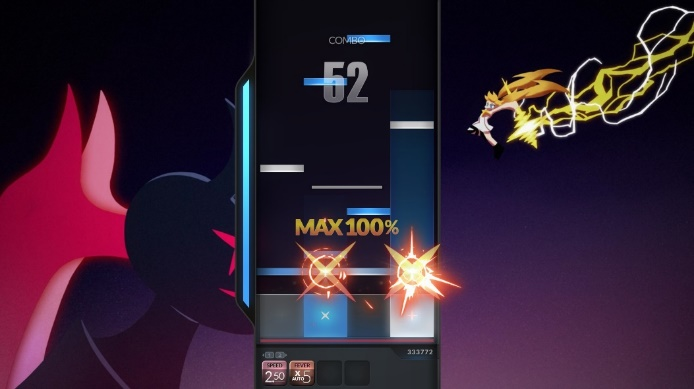 COMBO
52
MAX 100%
333772
SPEED
2.50
FEVER
X5
AUTO